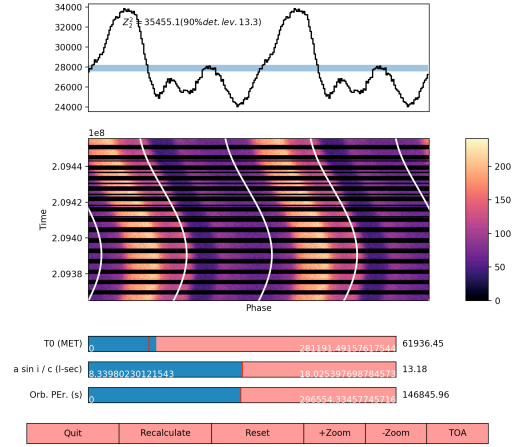 34000
32000
30000
28000
26000
24000
Z₂² = 35455.1(90%det.lev.13.3)
1e8
2.0944
2.0942
2.0940
2.0938
Time
Phase
200
150
100
50
0
T0 (MET)
0
281191.49157617544
61936.45
a sin i / c (l-sec)
8.33980230121543
18.025397698784573
13.18
Orb. PEr. (s)
0
296554.33457745716
146845.96
Quit
Recalculate
Reset
+Zoom
-Zoom
TOA